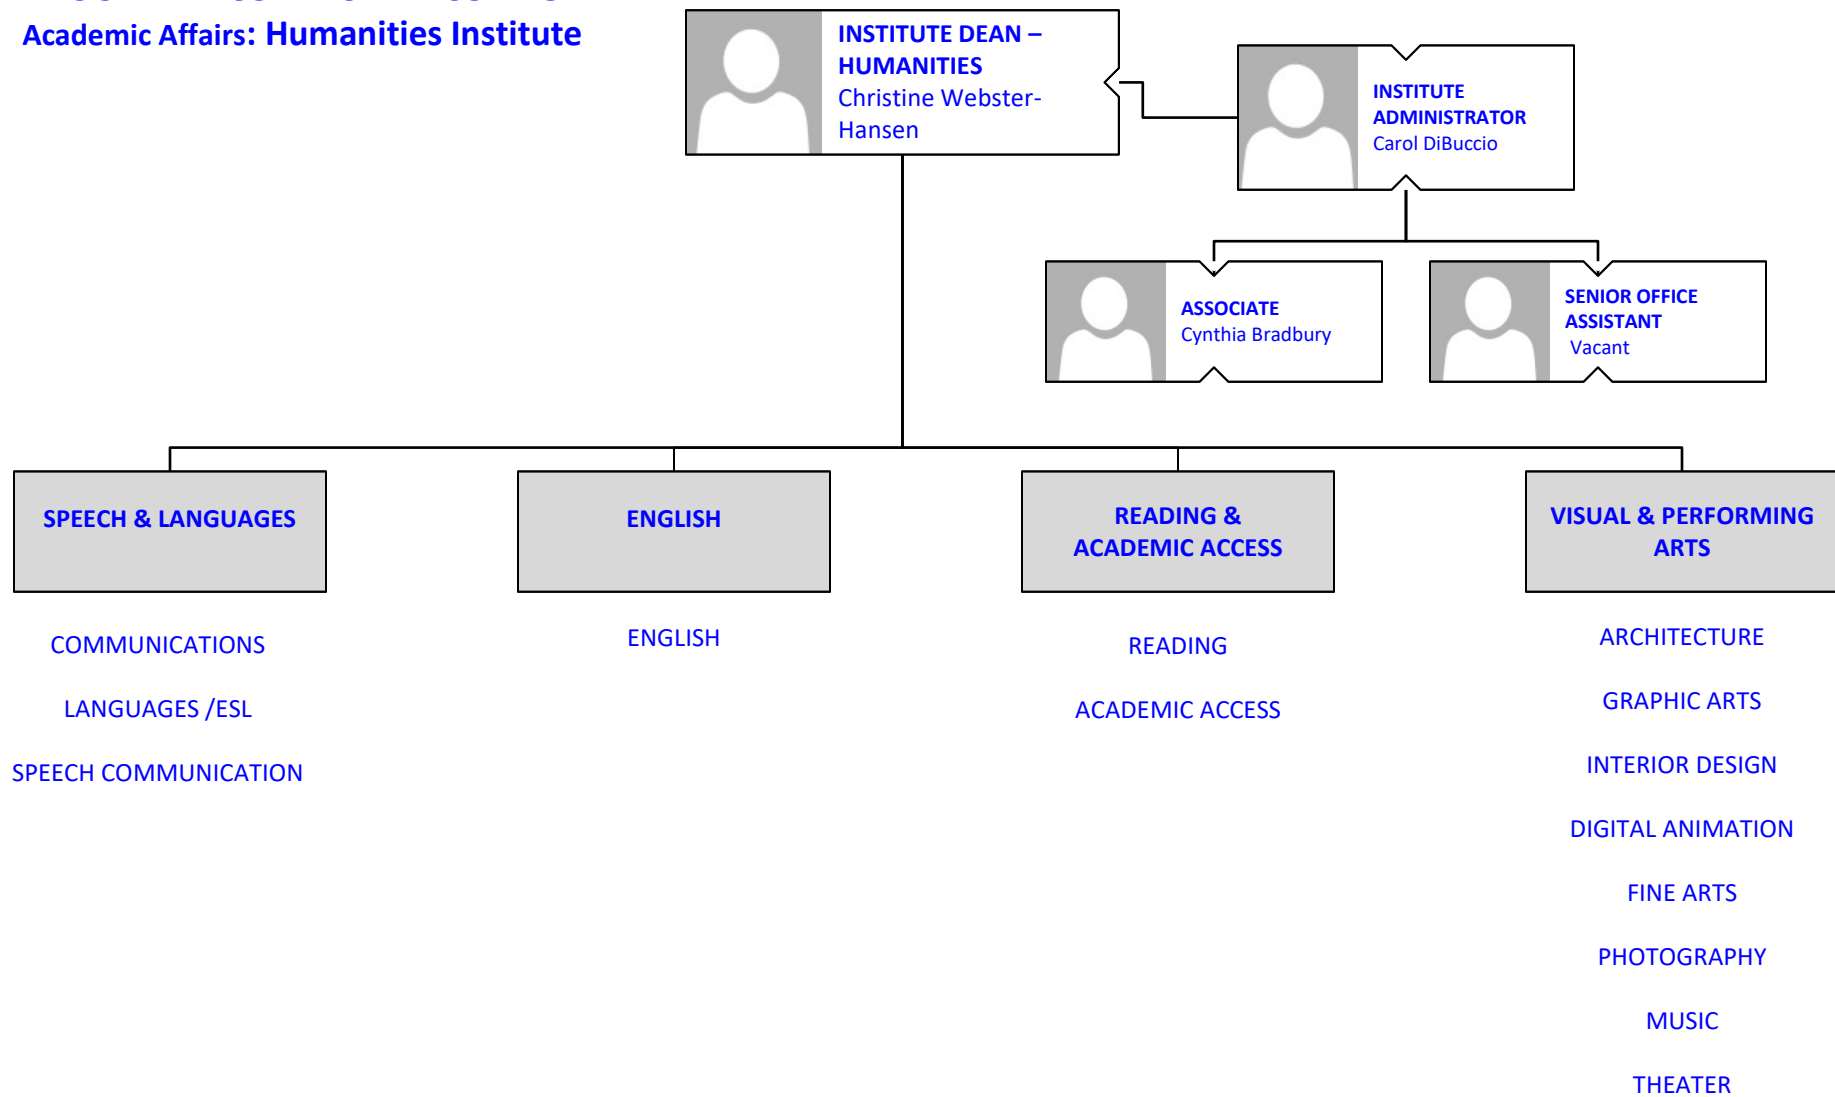 Academic Affairs: Humanities Institute
INSTITUTE DEAN –
HUMANITIES
Christine Webster-
Hansen
INSTITUTE
ADMINISTRATOR
Carol DiBuccio
ASSOCIATE
Cynthia Bradbury
SENIOR OFFICE
ASSISTANT
Vacant
SPEECH & LANGUAGES
COMMUNICATIONS
LANGUAGES /ESL
SPEECH COMMUNICATION
ENGLISH
ENGLISH
READING &
ACADEMIC ACCESS
READING
ACADEMIC ACCESS
VISUAL & PERFORMING
ARTS
ARCHITECTURE
GRAPHIC ARTS
INTERIOR DESIGN
DIGITAL ANIMATION
FINE ARTS
PHOTOGRAPHY
MUSIC
THEATER